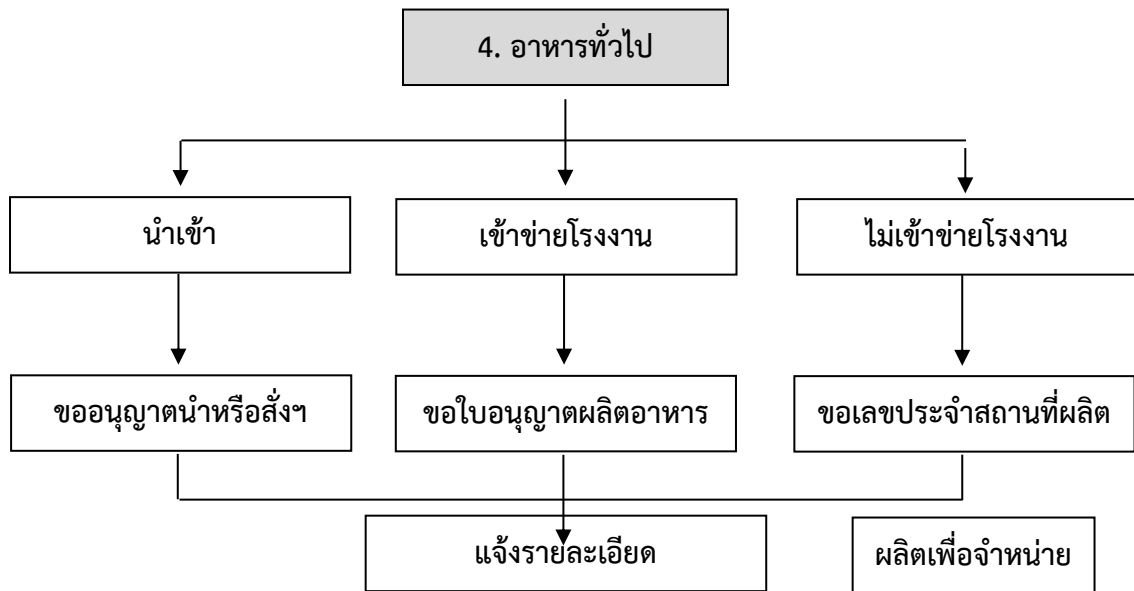 4. อาหารทั่วไป
นำเข้า
เข้าข่ายโรงงาน
ไม่เข้าข่ายโรงงาน
ขออนุญาตนำหรือสั่งฯ
ขอใบอนุญาตผลิตอาหาร
ขอเลขประจำสถานที่ผลิต
แจ้งรายละเอียด
ผลิตเพื่อจำหน่าย